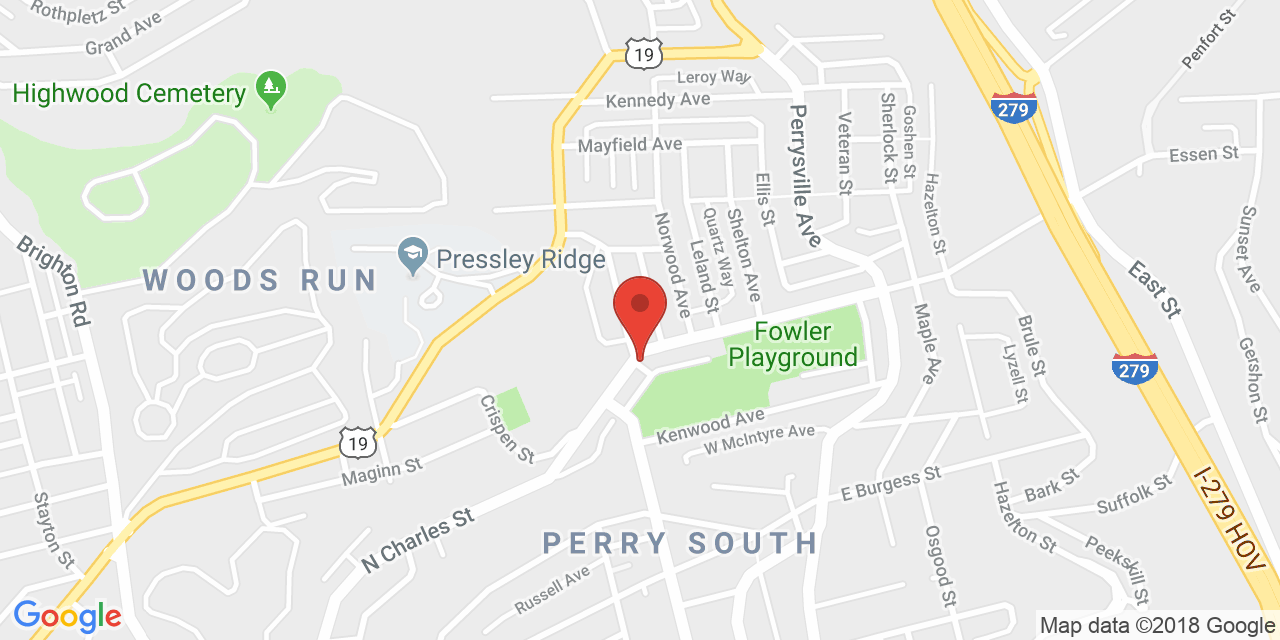 Rothpletz St
Grand Ave
Penfort St
19
Leroy Way
Kennedy Ave
Highwood Cemetery
279
Perrysville Ave
Veteran St
Sherlock St
Goshen St
Mayfield Ave
Essen St
Ellis St
Hazelton St
Norwood Ave
Quartz Way
Shelton Ave
Leland St
Sunset Ave
Brighton Rd
WOODS RUN
Pressley Ridge
East St
Fowler
Playground
Maple Ave
Brule St
Lyzell St
279
Gershon St
Crispen St
Kenwood Ave
W McIntyre Ave
19
Maginn St
E Burgess St
Bark St
Suffolk St
I-279 HOV
Stayton St
N Charles St
Hazelton St
PERRY SOUTH
Osgood St
Peekskill St
Russell Ave
Google
Map data ©2018 Google